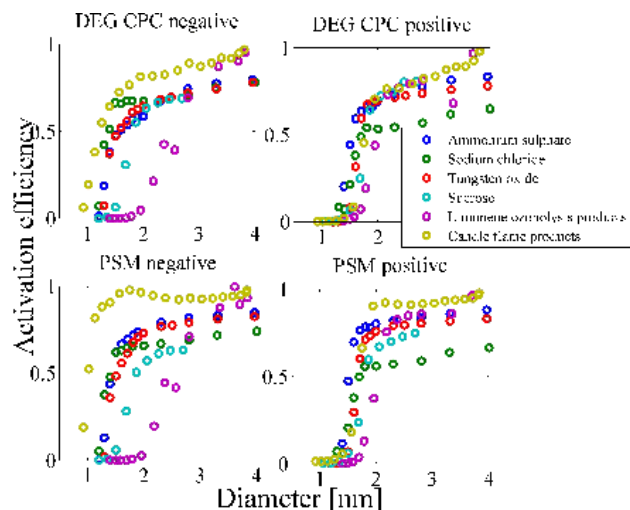 DEG CPC negative
DEG CPC positive
1
0.5
0
1 2 3 4
1
0.5
0
2
Ammonium sulphate
Sodium chloride
Tungsten oxide
Sucrose
Limonene ozonolysis products
Candle flame products
Activation efficiency
PSM negative
PSM positive
1
0.5
0
1 2 3 4
1
0.5
0
1 2 3 4
Diameter [nm]